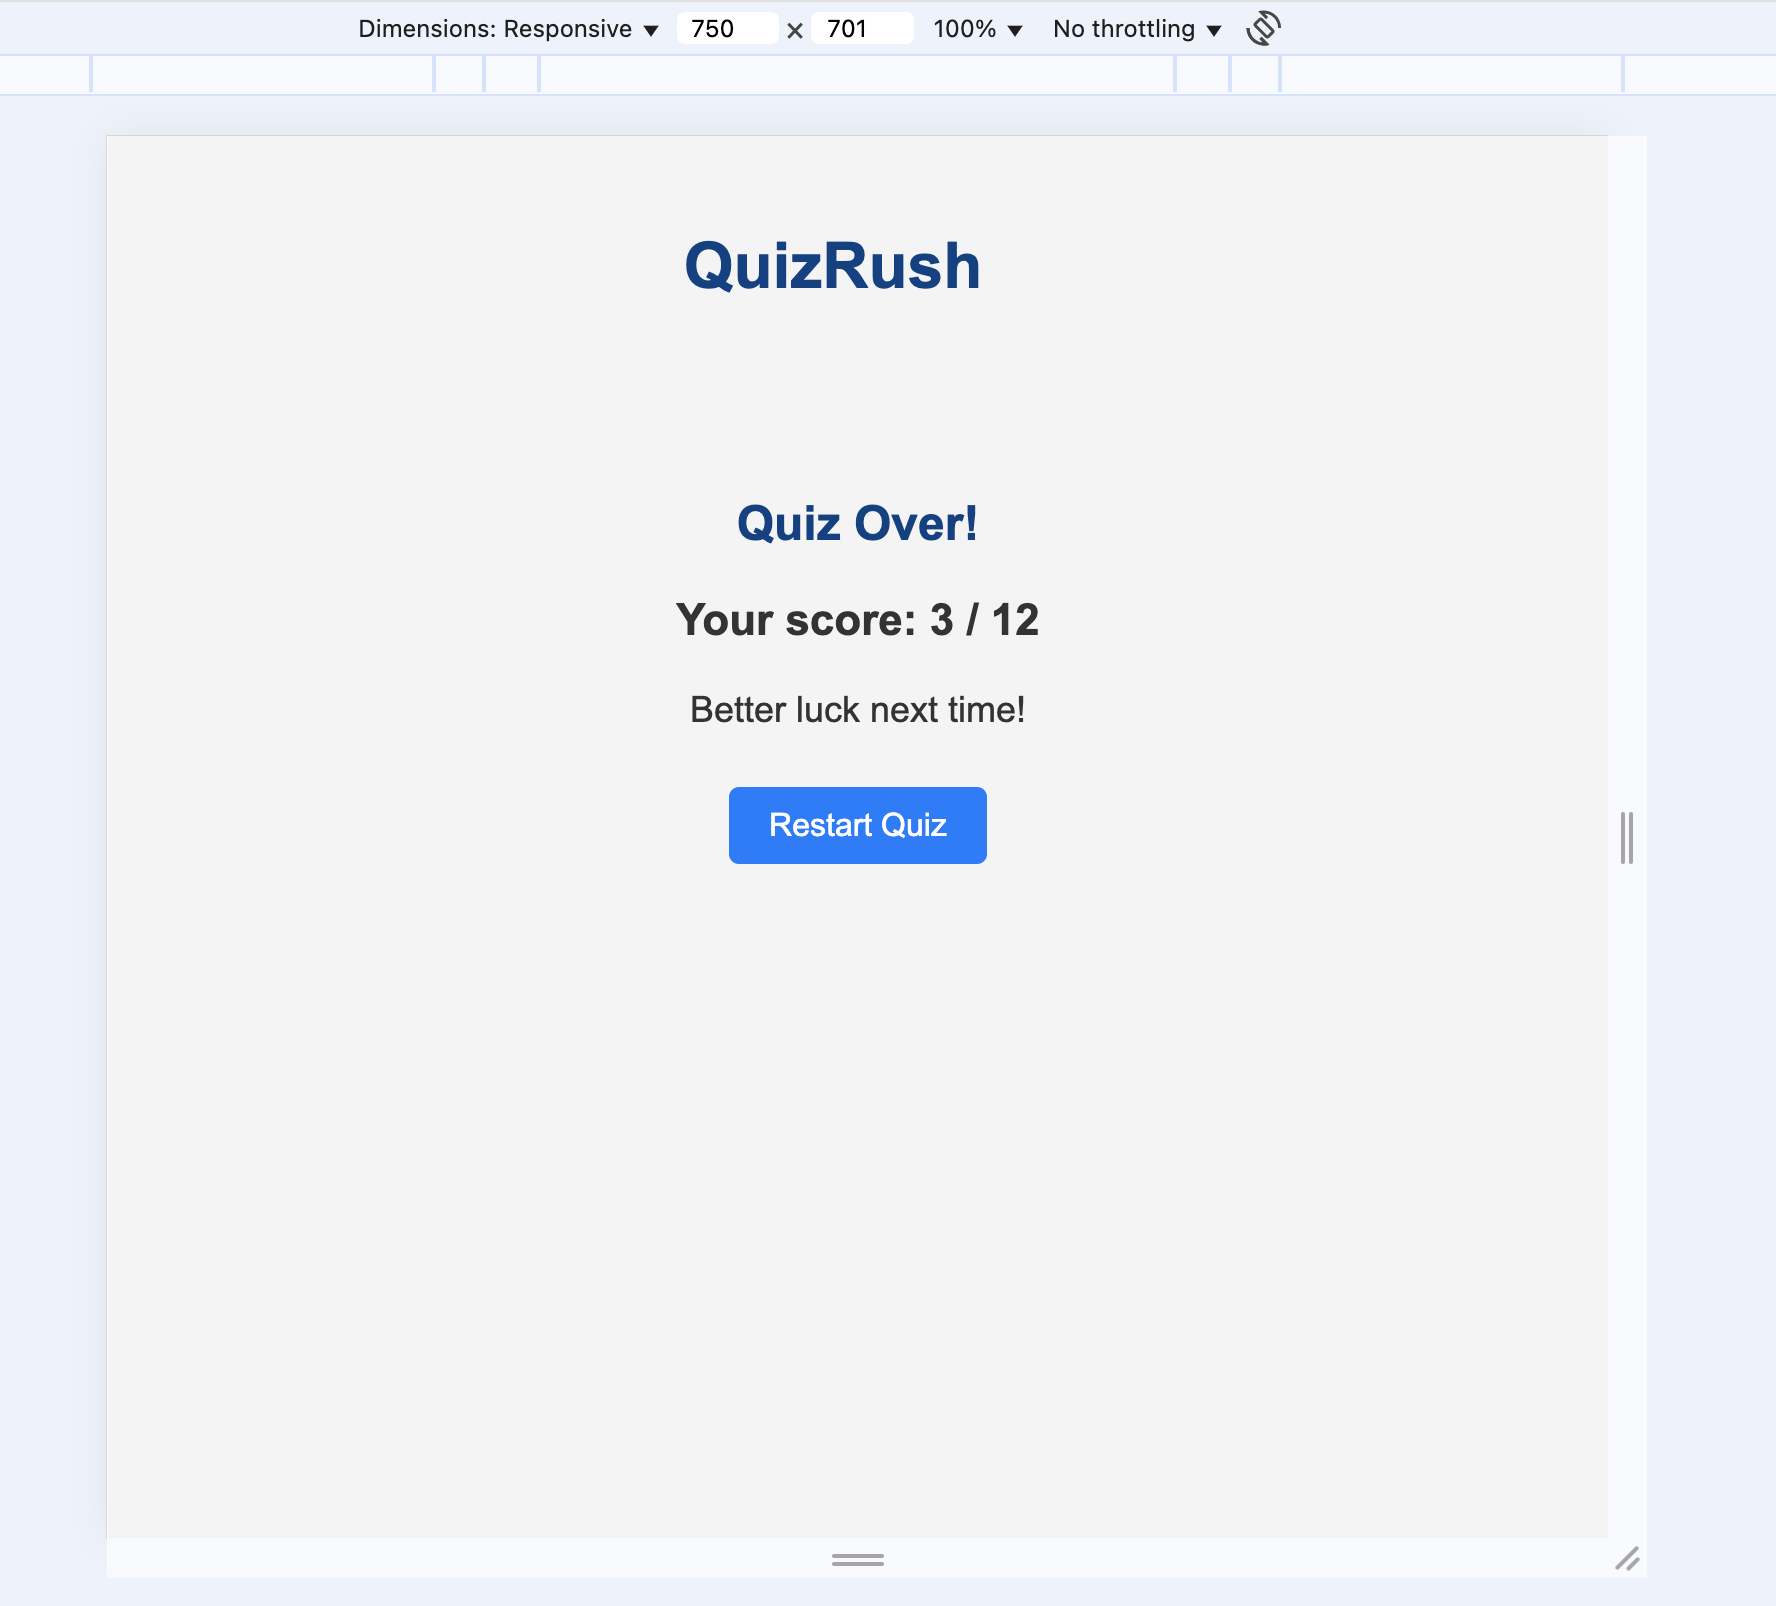 Dimensions: Responsive ▼ 750 × 701 100% ▼ No throttling ▼
QuizRush
Quiz Over!
Your score: 3 / 12
Better luck next time!
Restart Quiz